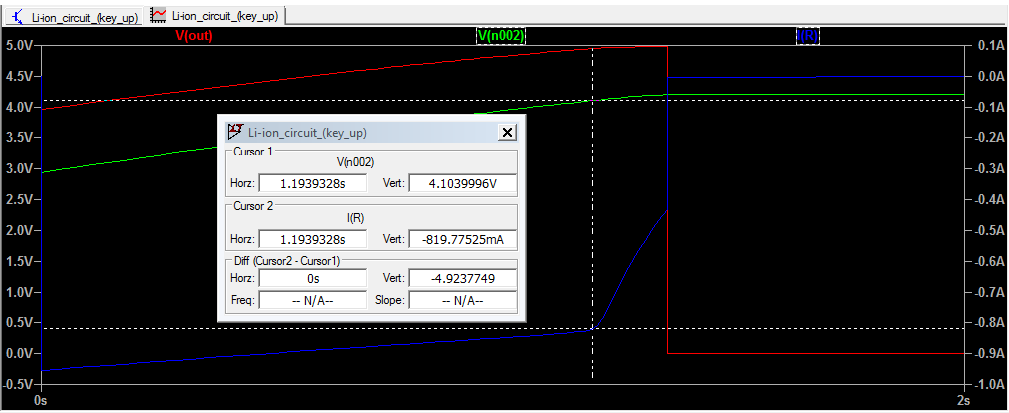 Li-ion_circuit_(key_up) Li-ion_circuit_(key_up)
V(out) V(n002) I(R)
5.0V 0.1A
4.5V 0.0A
4.0V -0.1A
3.5V -0.2A
3.0V -0.3A
2.5V -0.4A
2.0V -0.5A
1.5V -0.6A
1.0V -0.7A
0.5V -0.8A
0.0V -0.9A
-0.5V -1.0A
0s 2s
Li-ion_circuit_(key_up)
Cursor 1
V(n002)
Horz: 1.1939328s Vert: 4.1039996V
Cursor 2
I(R)
Horz: 1.1939328s Vert: -819.77525mA
Diff (Cursor2 - Cursor1)
Horz: 0s Vert: -4.9237749
Freq: -- N/A-- Slope: -- N/A--